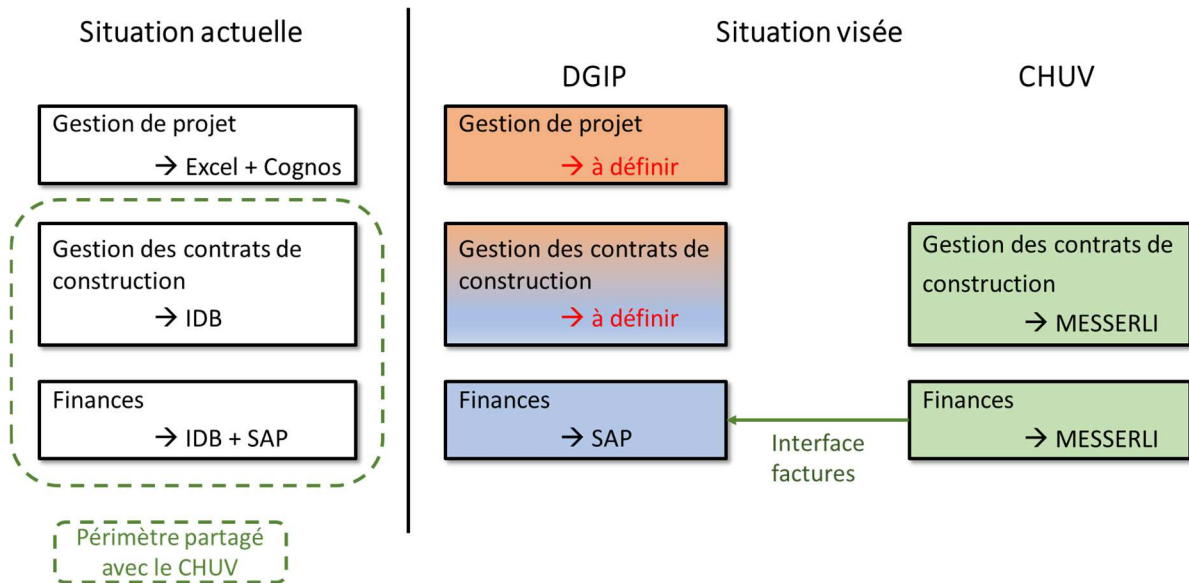 Situation actuelle
Situation visée
DGIP
CHUV
Gestion de projet
→ Excel + Cognos
Gestion de projet
→ à définir
Gestion des contrats de
construction
→ IDB
Gestion des contrats de
construction
→ à définir
Gestion des contrats de
construction
→ MESSERLI
Finances
→ IDB + SAP
Finances
→ SAP
Interface
factures
Finances
→ MESSERLI
Périmètre partagé
avec le CHUV